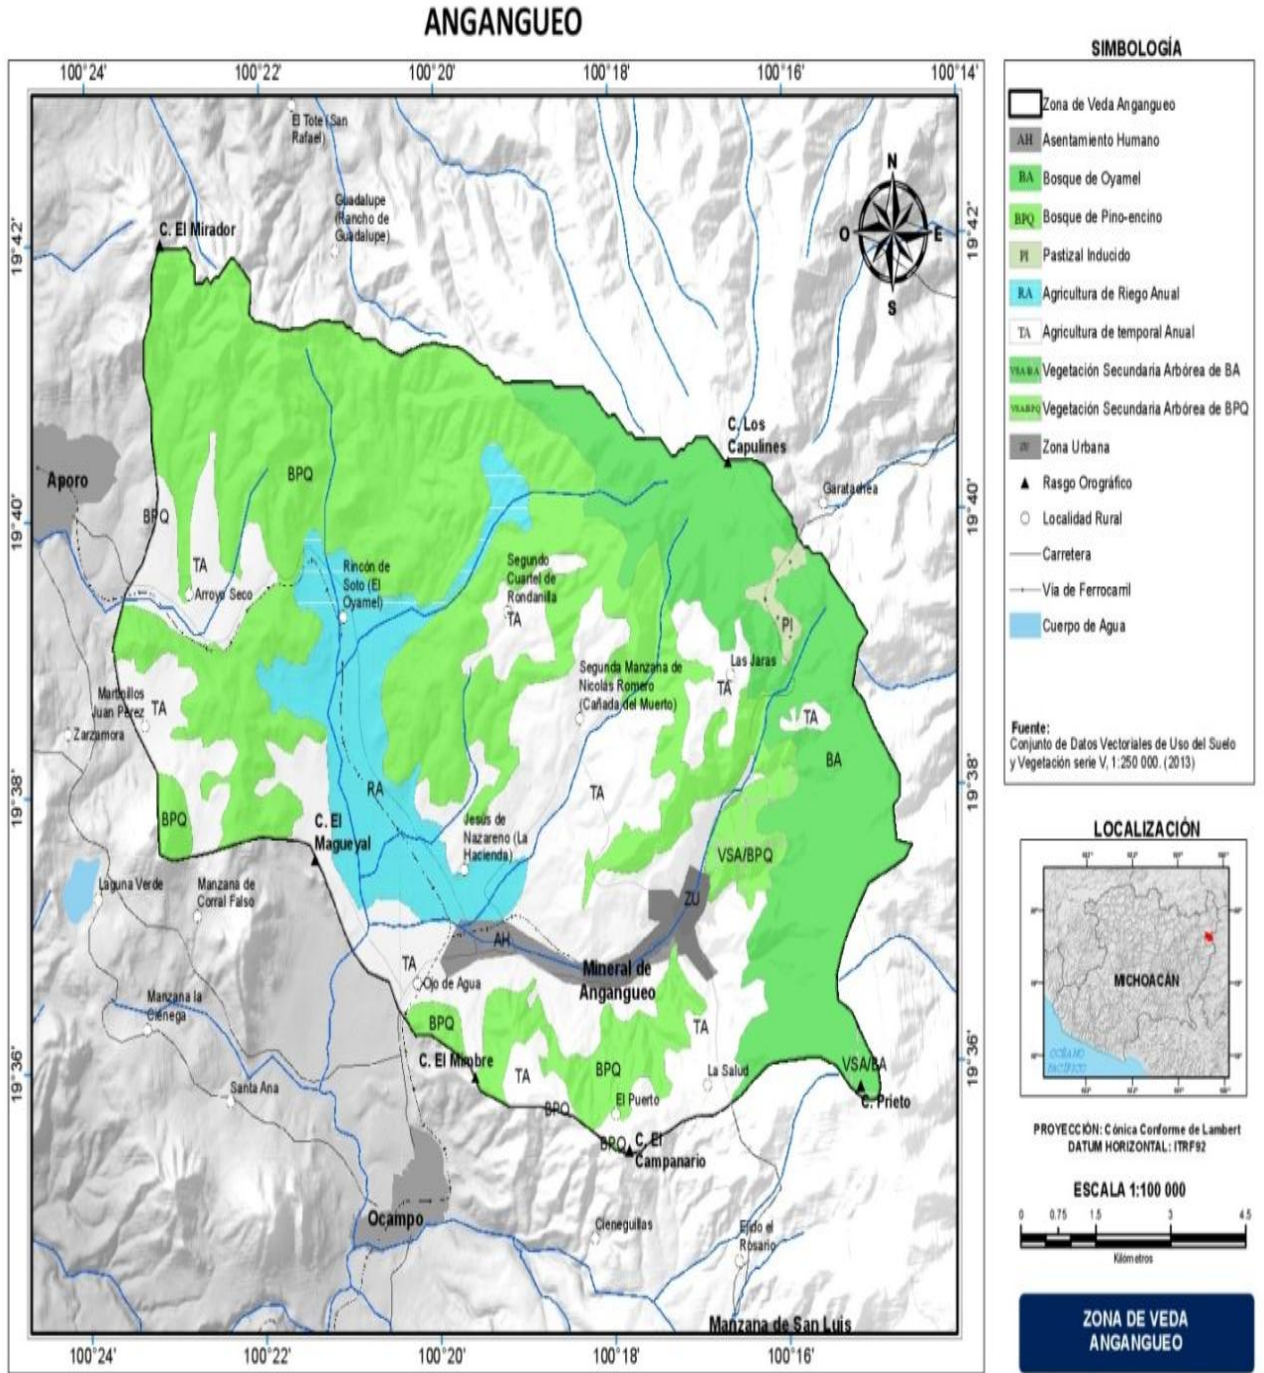 ANGANGUEO
100°24'
100°22'
100°20'
100°18'
100°16'
100°14'
19°42"
19°40"
19°38"
19°36"
19°42"
19°40"
19°38"
19°36"
El Tote (San
Rafael)
Guadalupe
(Rancho de
Guadalupe)
C. El Mirador
N
O
E
S
C. Los
Capulines
Garatachea
Aporo
BPQ
BPQ
TA
Arroyo Seco
Rincón de
Soto (El
Oyamel)
Segundo
Cuartel de
Rondanilla
TA
PI
Segunda Manzana de
Nicolás Romero
(Cañada del Muerto)
Las Jaras
TA
TA
BA
Martinillos
Juan Pérez
TA
Zarzamora
RA
TA
BPQ
C. El
Magueyal
Jesús de
Nazareno (La
Hacienda)
VSA/BPQ
Laguna Verde
Manzana de
Corral Falso
ZU
AH
TA
Ojo de Agua
Mineral de
Angangueo
Manzana la
Ciénega
BPQ
TA
C. El Mimbre
TA
BPQ
La Salud
VSA/BA
C. Prieto
Santa Ana
BPQ
El Puerto
BPQ
C. El
Campanario
Ocampo
Cieneguillas
Ejido el
Rosario
Manzana de San Luis
100°24'
100°22'
100°20'
100°18'
100°16'
SIMBOLOGÍA
Zona de Veda Angangueo
AH Asentamiento Humano
BA Bosque de Oyamel
BPQ Bosque de Pino-encino
PI Pastizal Inducido
RA Agricultura de Riego Anual
TA Agricultura de temporal Anual
VSA/BA Vegetación Secundaria Arbórea de BA
VSA/BPQ Vegetación Secundaria Arbórea de BPQ
ZU Zona Urbana
Rasgo Orográfico
Localidad Rural
Carretera
Vía de Ferrocarril
Cuerpo de Agua
Fuente:
Conjunto de Datos Vectoriales de Uso del Suelo
y Vegetación serie V, 1:250 000. (2013)
LOCALIZACIÓN
MICHOACÁN
OCÉANO
PACÍFICO
PROYECCIÓN: Cónica Conforme de Lambert
DATUM HORIZONTAL: ITRF92
ESCALA 1:100 000
0 0.75 1.5 3 4.5
Kilómetros
ZONA DE VEDA
ANGANGUEO